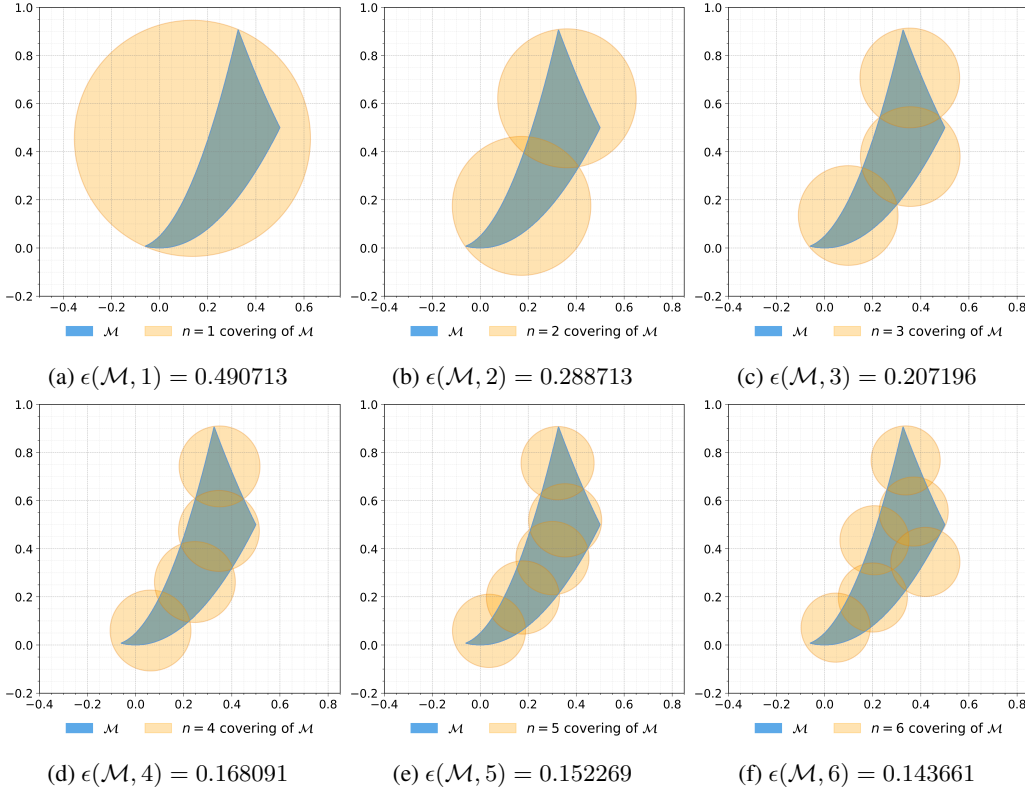 1.0
0.8
0.6
0.4
0.2
0.0
−0.2
−0.4 −0.2 0.0 0.2 0.4 0.6 0.8
ℳ n = 1 covering of ℳ
(a) ϵ(ℳ, 1) = 0.490713
1.0
0.8
0.6
0.4
0.2
0.0
−0.2
−0.4 −0.2 0.0 0.2 0.4 0.6 0.8
ℳ n = 2 covering of ℳ
(b) ϵ(ℳ, 2) = 0.288713
1.0
0.8
0.6
0.4
0.2
0.0
−0.2
−0.4 −0.2 0.0 0.2 0.4 0.6 0.8
ℳ n = 3 covering of ℳ
(c) ϵ(ℳ, 3) = 0.207196
1.0
0.8
0.6
0.4
0.2
0.0
−0.2
−0.4 −0.2 0.0 0.2 0.4 0.6 0.8
ℳ n = 4 covering of ℳ
(d) ϵ(ℳ, 4) = 0.168091
1.0
0.8
0.6
0.4
0.2
0.0
−0.2
−0.4 −0.2 0.0 0.2 0.4 0.6 0.8
ℳ n = 5 covering of ℳ
(e) ϵ(ℳ, 5) = 0.152269
1.0
0.8
0.6
0.4
0.2
0.0
−0.2
−0.4 −0.2 0.0 0.2 0.4 0.6 0.8
ℳ n = 6 covering of ℳ
(f) ϵ(ℳ, 6) = 0.143661